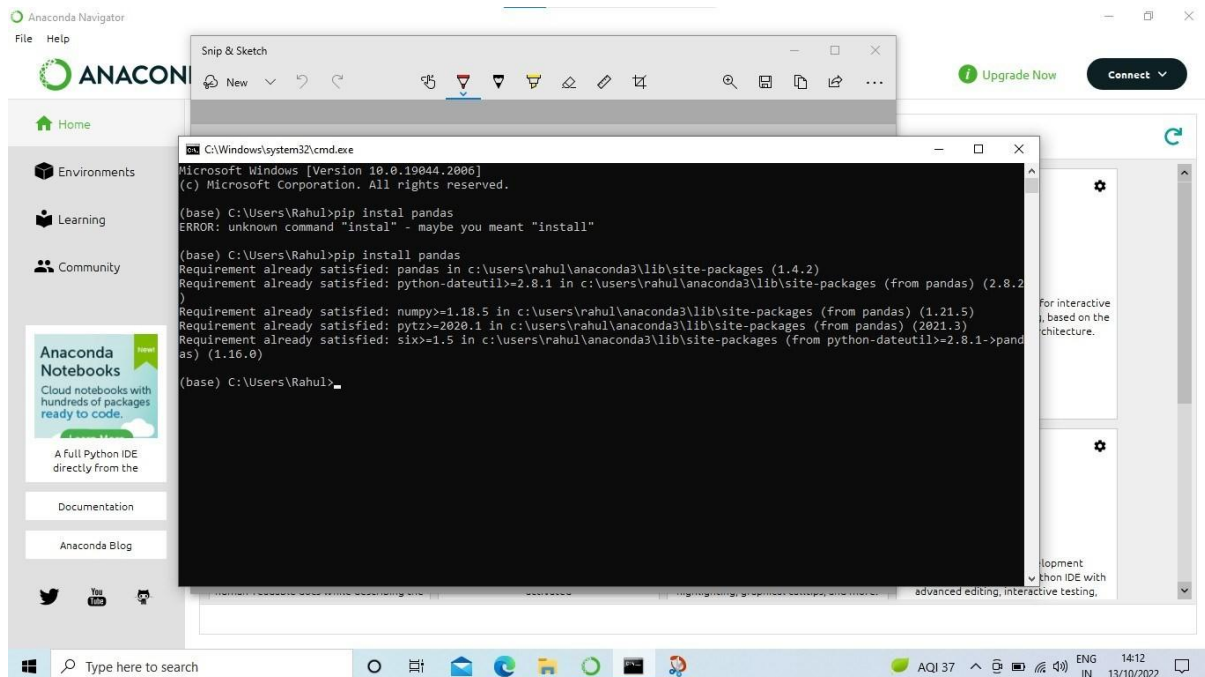 Anaconda Navigator
File Help
ANACON
Upgrade Now
Connect
Snip & Sketch
New
Home
Environments
Learning
Community
C:\Windows\system32\cmd.exe
Microsoft Windows [Version 10.0.19044.2006]
(c) Microsoft Corporation. All rights reserved.
(base) C:\Users\Rahul>pip instal pandas
ERROR: unknown command "instal" - maybe you meant "install"
(base) C:\Users\Rahul>pip install pandas
Requirement already satisfied: pandas in c:\users\rahul\anaconda3\lib\site-packages (1.4.2)
Requirement already satisfied: python-dateutil>=2.8.1 in c:\users\rahul\anaconda3\lib\site-packages (from pandas) (2.8.2
)
Requirement already satisfied: numpy>=1.18.5 in c:\users\rahul\anaconda3\lib\site-packages (from pandas) (1.21.5)
Requirement already satisfied: pytz>=2020.1 in c:\users\rahul\anaconda3\lib\site-packages (from pandas) (2021.3)
Requirement already satisfied: six>=1.5 in c:\users\rahul\anaconda3\lib\site-packages (from python-dateutil>=2.8.1->pand
as) (1.16.0)
(base) C:\Users\Rahul>
for interactive
, based on the
rchitecture.
Anaconda
Notebooks
New!
Cloud notebooks with
hundreds of packages
ready to code.
A full Python IDE
directly from the
Documentation
Anaconda Blog
You
Tube
lopment
thon IDE with
advanced editing, interactive testing,
Type here to search
AQI 37
ENG
IN
14:12
13/10/2022